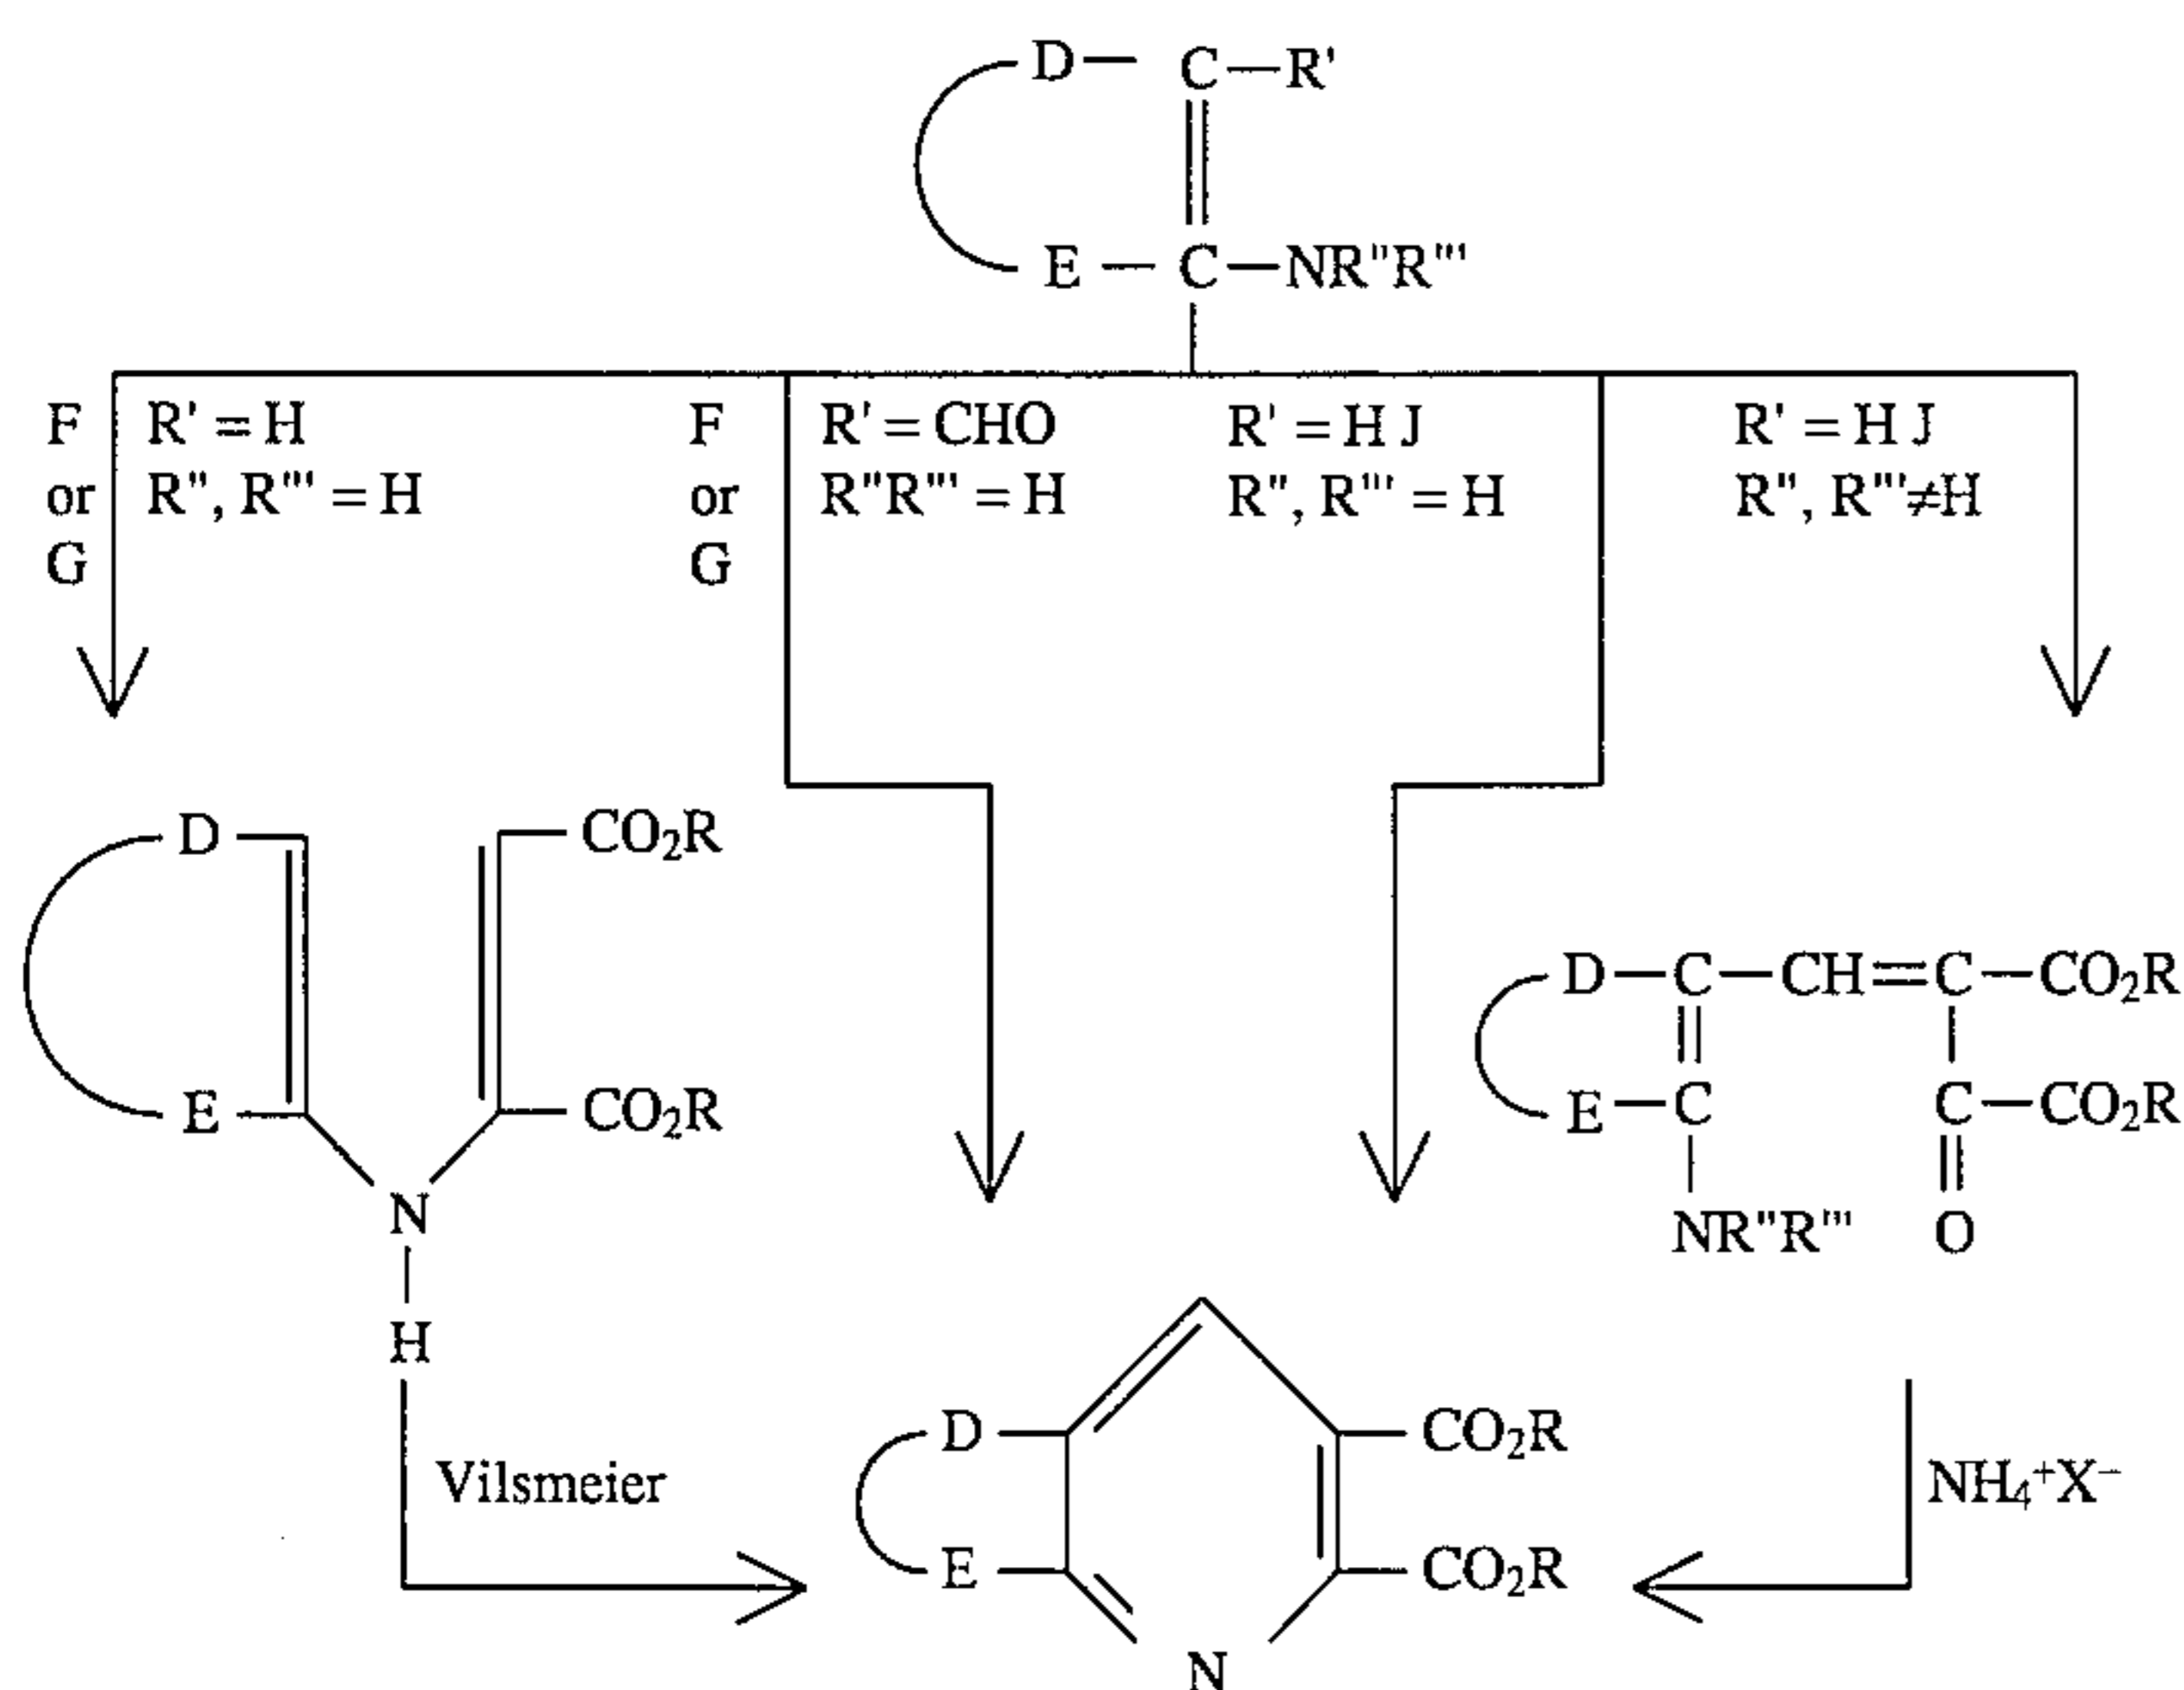 D — C — R'
E — C — NR"R"'
F
or
G
R' = H
R", R"' = H
F
or
G
R' = CHO
R"R"' = H
R' = H J
R", R"' = H
R' = H J
R", R"' ≠ H
D
CO₂R
E
CO₂R
N
H
D — C — CH = C — CO₂R
E — C
C — CO₂R
NR"R"'
O
Vilsmeier
D
CO₂R
E
CO₂R
N
NH₄⁺X⁻